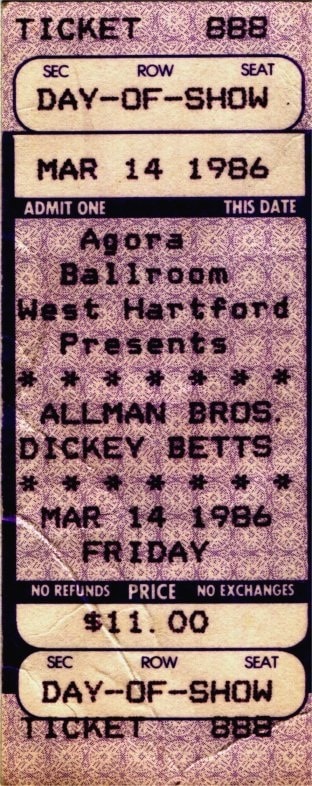 TICKET 888
SEC ROW SEAT
DAY-OF-SHOW
MAR 14 1986
ADMIT ONE THIS DATE
Agora
Ballroom
West Hartford
Presents
* * * * * * *
ALLMAN BROS.
DICKEY BETTS
* * * * * * *
MAR 14 1986
FRIDAY
NO REFUNDS PRICE NO EXCHANGES
$11.00
SEC ROW SEAT
DAY-OF-SHOW
TICKET 888